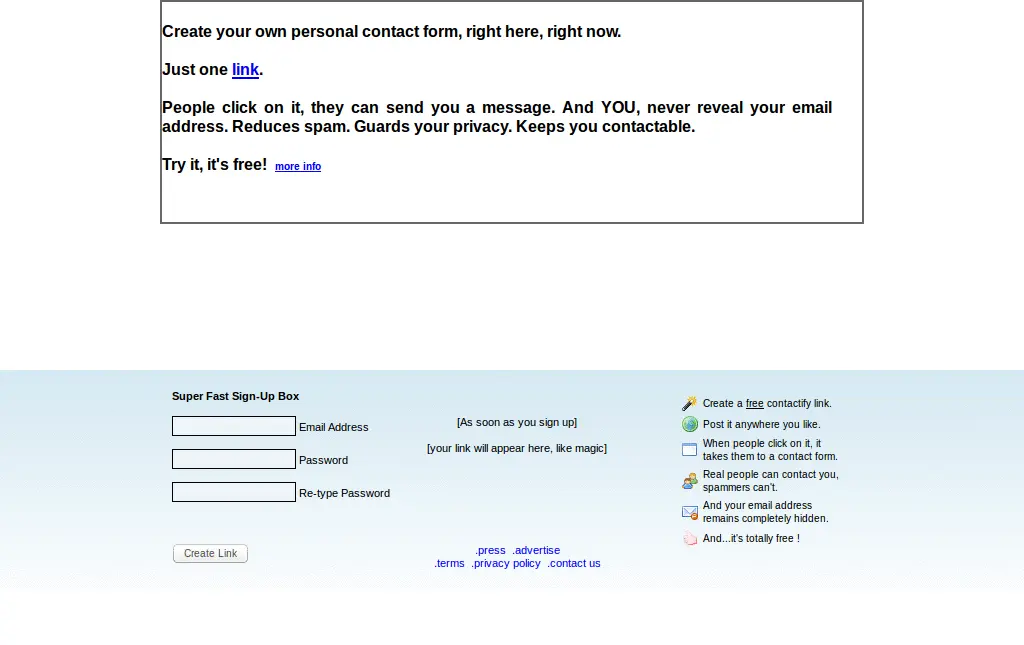 Create your own personal contact form, right here, right now.
Just one link.
People click on it, they can send you a message. And YOU, never reveal your email
address. Reduces spam. Guards your privacy. Keeps you contactable.
Try it, it's free! more info
Super Fast Sign-Up Box
Email Address
Password
Re-type Password
Create Link
[As soon as you sign up]
[your link will appear here, like magic]
.press .advertise
.terms .privacy policy .contact us
Create a free contactify link.
Post it anywhere you like.
When people click on it, it
takes them to a contact form.
Real people can contact you,
spammers can't.
And your email address
remains completely hidden.
And...it's totally free !